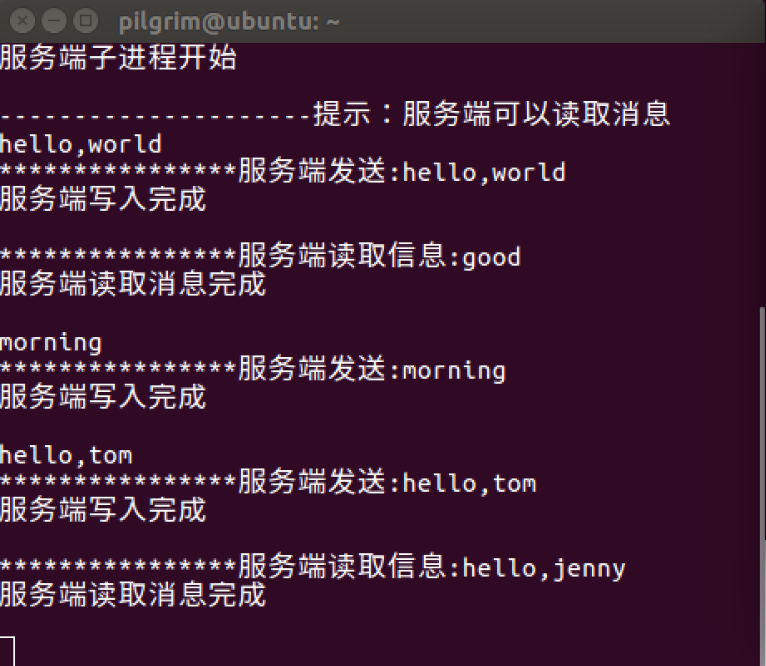 pilgrim@ubuntu: ~
服务端子进程开始
---------------------提示：服务端可以读取消息
hello,world
****************服务端发送:hello,world
服务端写入完成
****************服务端读取信息:good
服务端读取消息完成
morning
****************服务端发送:morning
服务端写入完成
hello,tom
****************服务端发送:hello,tom
服务端写入完成
****************服务端读取信息:hello,jenny
服务端读取消息完成